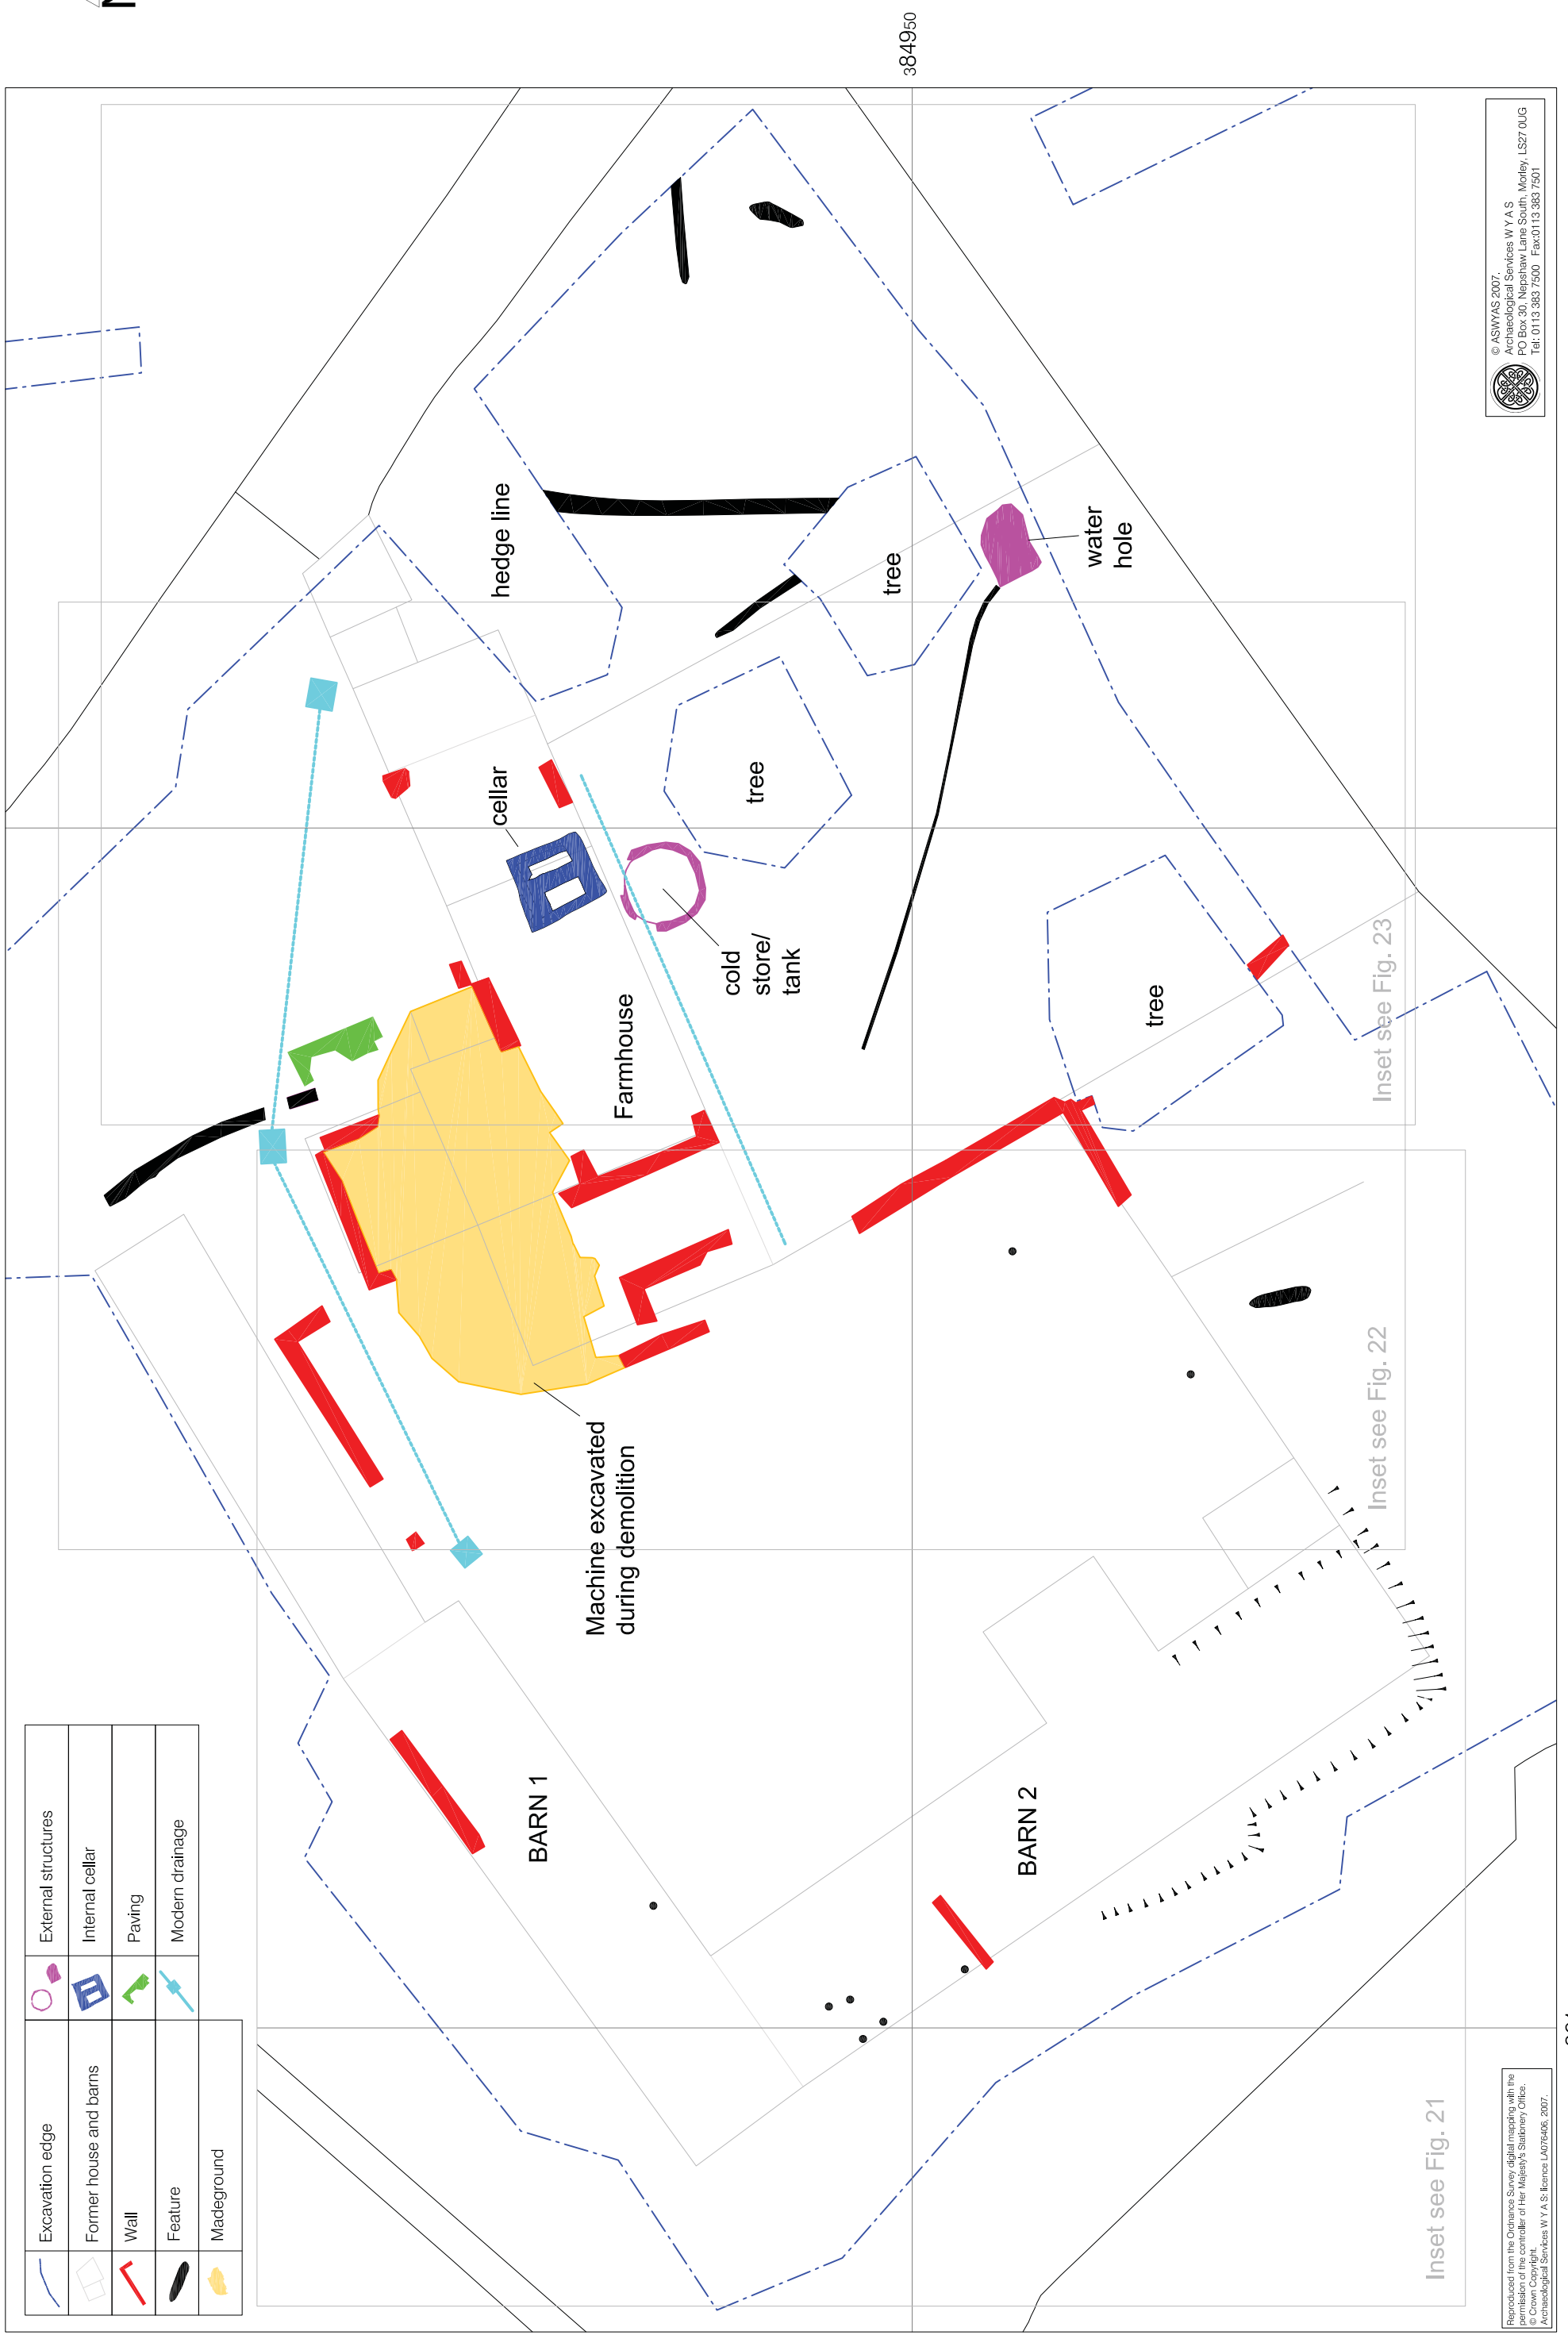 N
384950
Excavation edge
Former house and barns
Wall
Feature
Madeground
External structures
Internal cellar
Paving
Modern drainage
BARN 1
BARN 2
Machine excavated
during demolition
Farmhouse
cellar
cold
store/
tank
hedge line
tree
tree
tree
water
hole
Inset see Fig. 21
Inset see Fig. 22
Inset see Fig. 23
© ASWYAS 2007.
Archaeological Services W Y A S
PO Box 30, Nepshaw Lane South, Morley, LS27 0UG
Tel: 0113 383 7500 Fax:0113 383 7501
Reproduced from the Ordnance Survey digital mapping with the
permission of the controller of Her Majesty's Stationery Office.
© Crown Copyright.
Archaeological Services W Y A S: licence LA076406, 2007.